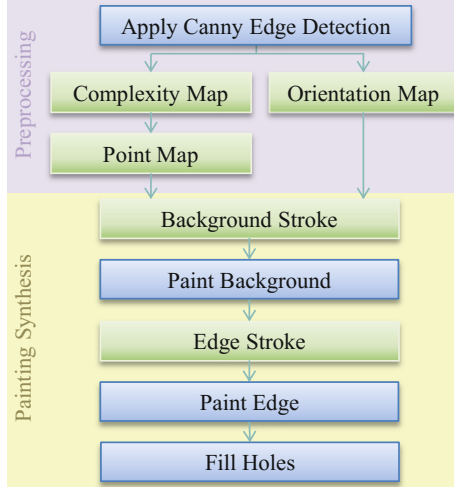 Preprocessing
Apply Canny Edge Detection
Complexity Map
Orientation Map
Point Map
Painting Synthesis
Background Stroke
Paint Background
Edge Stroke
Paint Edge
Fill Holes